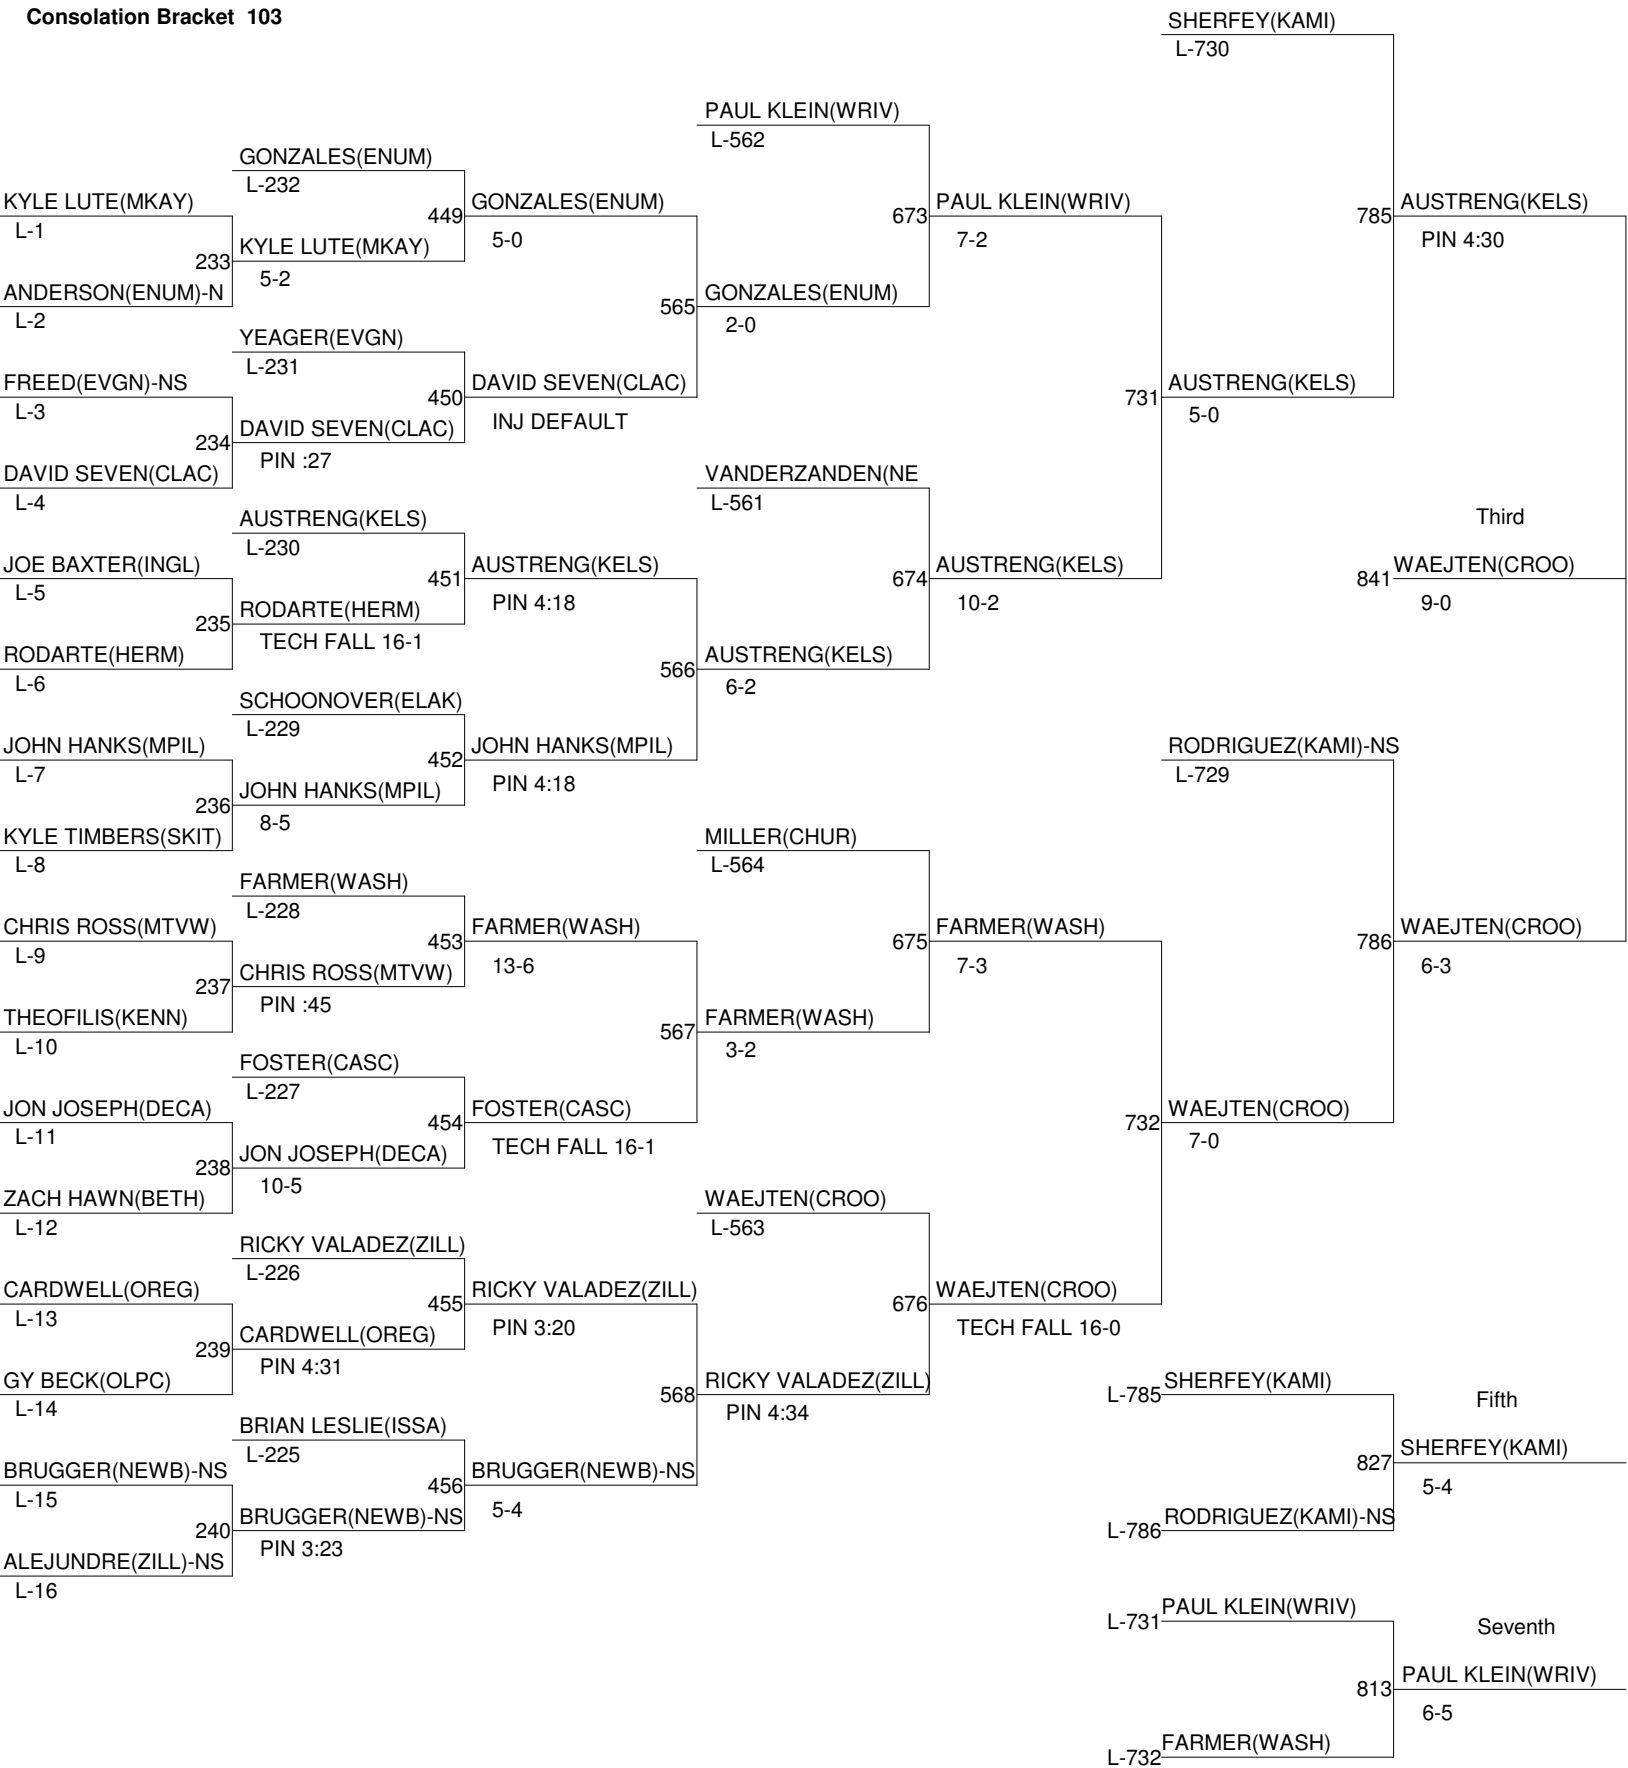 Consolation Bracket 103
SHERFEY(KAMI)
L-730
PAUL KLEIN(WRIV)
L-562
GONZALES(ENUM)
L-232
KYLE LUTE(MKAY)
L-1
449
GONZALES(ENUM)
5-0
673
PAUL KLEIN(WRIV)
7-2
785
AUSTRENG(KELS)
PIN 4:30
233
KYLE LUTE(MKAY)
5-2
ANDERSON(ENUM)-N
L-2
565
GONZALES(ENUM)
2-0
YEAGER(EVGN)
L-231
FREED(EVGN)-NS
L-3
450
DAVID SEVEN(CLAC)
INJ DEFAULT
731
AUSTRENG(KELS)
5-0
234
DAVID SEVEN(CLAC)
PIN :27
DAVID SEVEN(CLAC)
L-4
VANDERZANDEN(NE
L-561
AUSTRENG(KELS)
L-230
Third
JOE BAXTER(INGL)
L-5
451
AUSTRENG(KELS)
PIN 4:18
674
AUSTRENG(KELS)
10-2
841
WAEJTEN(CROO)
9-0
235
RODARTE(HERM)
TECH FALL 16-1
RODARTE(HERM)
L-6
566
AUSTRENG(KELS)
6-2
SCHOONOVER(ELAK)
L-229
JOHN HANKS(MPIL)
L-7
452
JOHN HANKS(MPIL)
PIN 4:18
RODRIGUEZ(KAMI)-NS
L-729
236
JOHN HANKS(MPIL)
8-5
KYLE TIMBERS(SKIT)
L-8
MILLER(CHUR)
L-564
FARMER(WASH)
L-228
CHRIS ROSS(MTVW)
L-9
453
FARMER(WASH)
13-6
675
FARMER(WASH)
7-3
786
WAEJTEN(CROO)
6-3
237
CHRIS ROSS(MTVW)
PIN :45
THEOFILIS(KENN)
L-10
567
FARMER(WASH)
3-2
FOSTER(CASC)
L-227
JON JOSEPH(DECA)
L-11
454
FOSTER(CASC)
TECH FALL 16-1
732
WAEJTEN(CROO)
7-0
238
JON JOSEPH(DECA)
10-5
ZACH HAWN(BETH)
L-12
WAEJTEN(CROO)
L-563
RICKY VALADEZ(ZILL)
L-226
CARDWELL(OREG)
L-13
455
RICKY VALADEZ(ZILL)
PIN 3:20
676
WAEJTEN(CROO)
TECH FALL 16-0
239
CARDWELL(OREG)
PIN 4:31
GY BECK(OLPC)
L-14
568
RICKY VALADEZ(ZILL)
PIN 4:34
L-785
SHERFEY(KAMI)
Fifth
BRIAN LESLIE(ISSA)
L-225
827
SHERFEY(KAMI)
5-4
BRUGGER(NEWB)-NS
L-15
456
BRUGGER(NEWB)-NS
5-4
240
BRUGGER(NEWB)-NS
PIN 3:23
L-786
RODRIGUEZ(KAMI)-NS
ALEJUNDRE(ZILL)-NS
L-16
L-731
PAUL KLEIN(WRIV)
Seventh
813
PAUL KLEIN(WRIV)
6-5
L-732
FARMER(WASH)